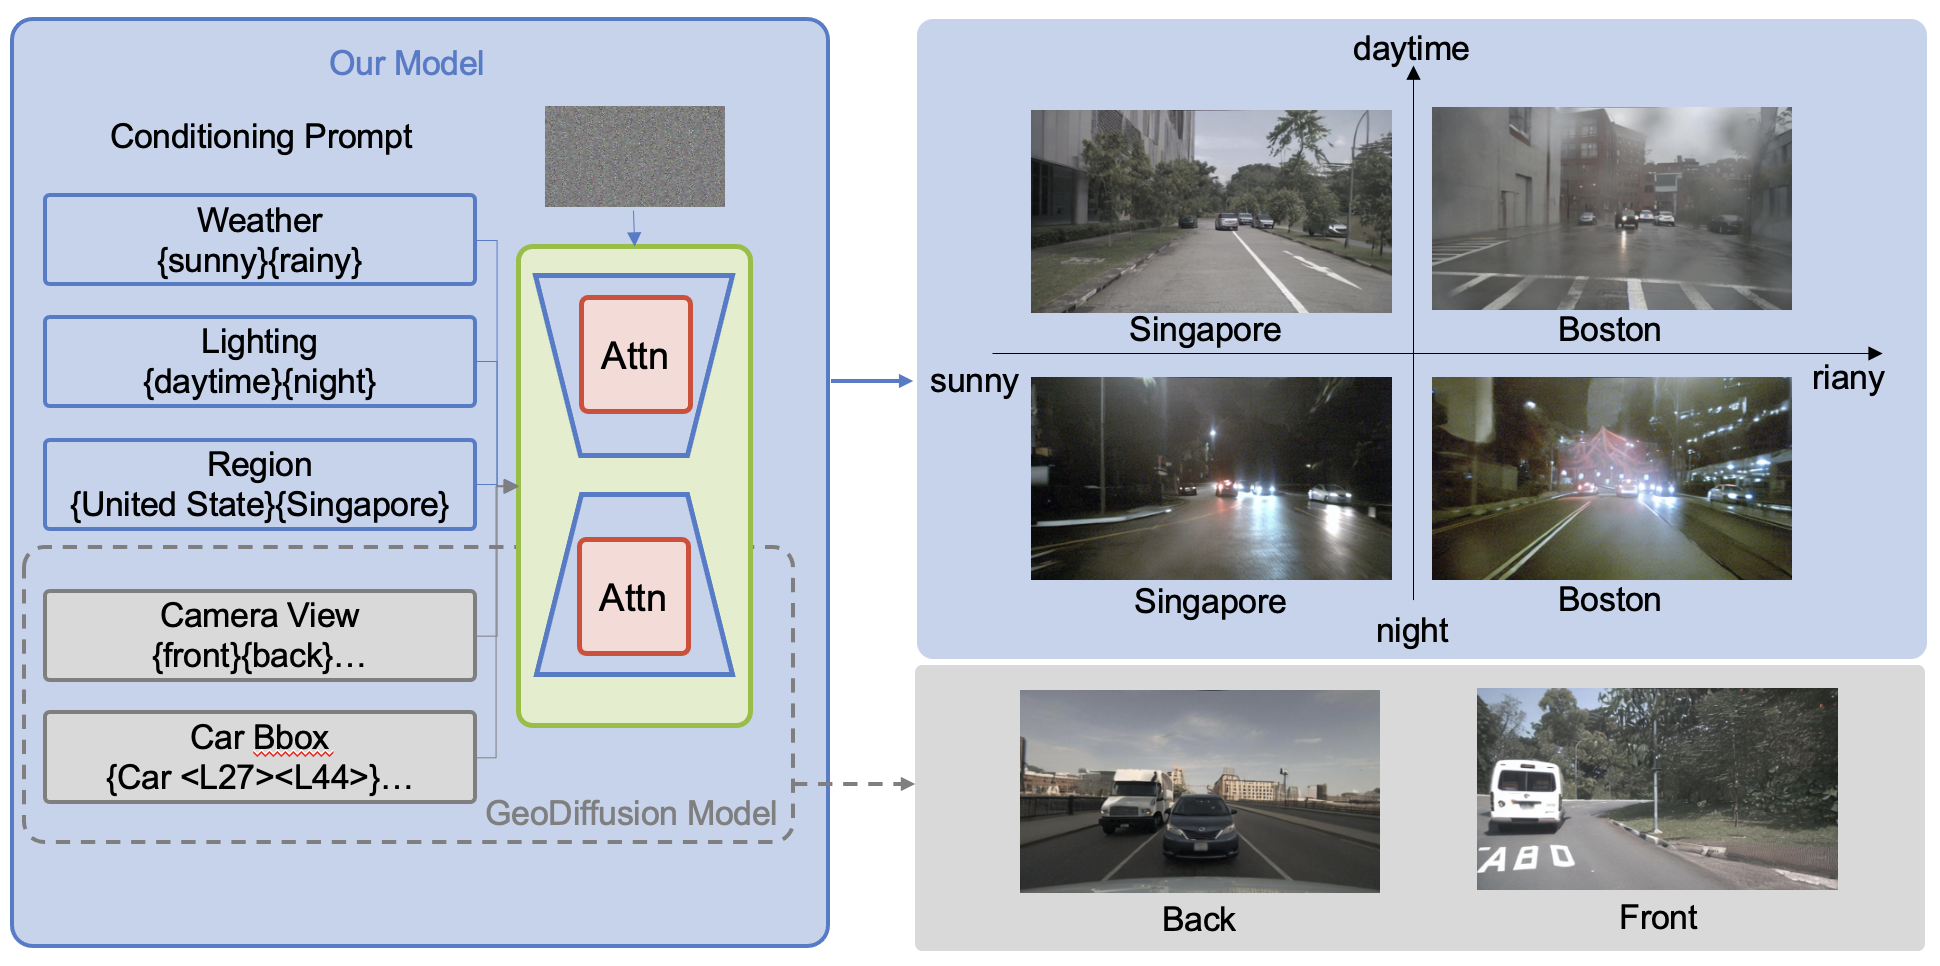 Our Model
Conditioning Prompt
Weather
{sunny}{rainy}
Lighting
{daytime}{night}
Region
{United State}{Singapore}
Camera View
{front}{back}...
Car Bbox
{Car <L27><L44>}...
GeoDiffusion Model
Attn
Attn
daytime
Singapore
Boston
sunny
riany
Singapore
Boston
night
ABD
Back
Front